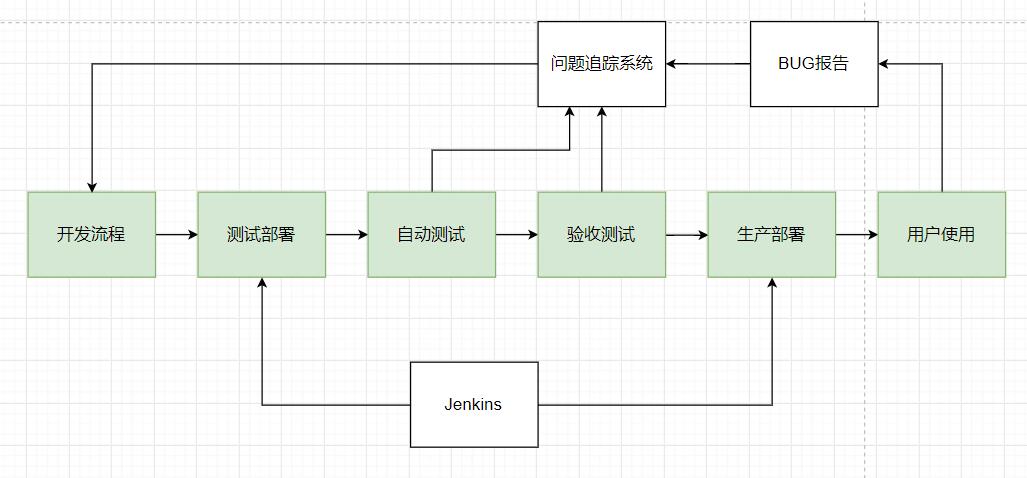 问题追踪系统
BUG报告
开发流程
测试部署
自动测试
验收测试
生产部署
用户使用
Jenkins